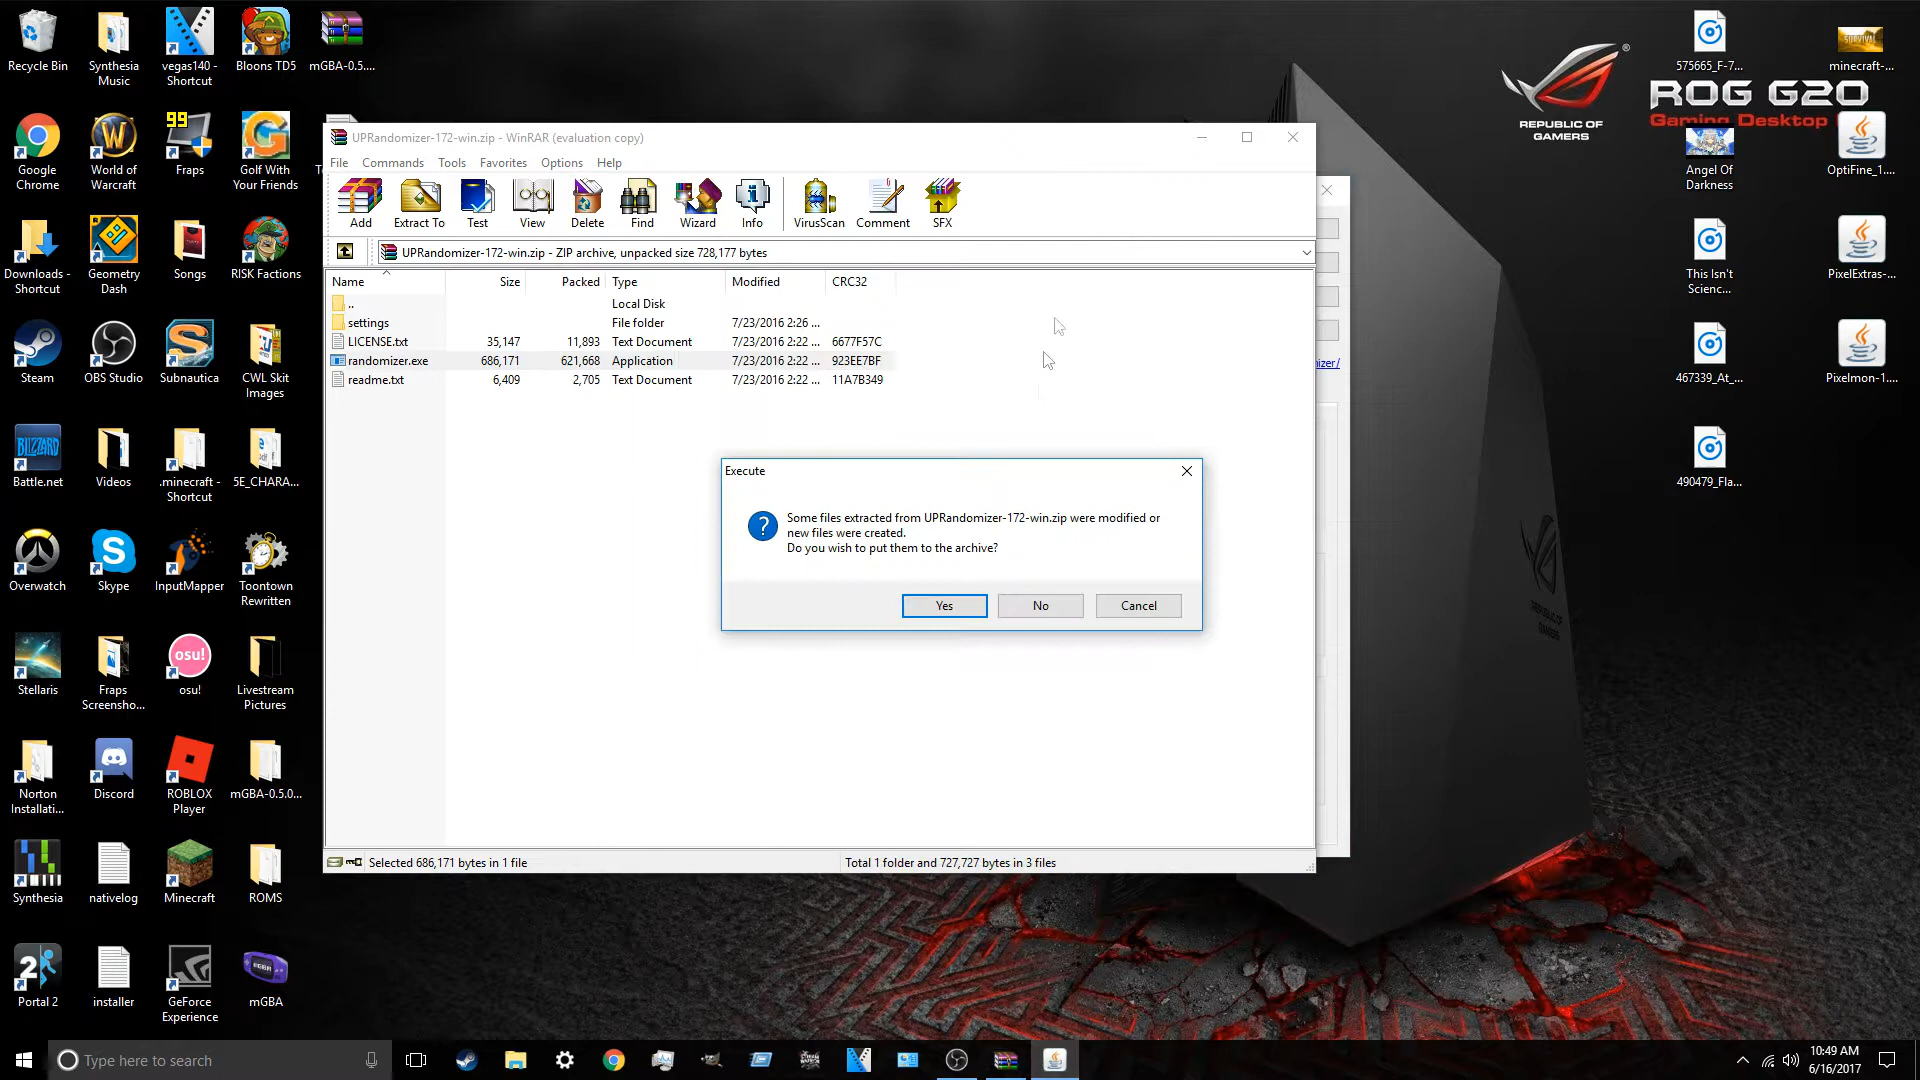 Recycle Bin
Synthesia
Music
vegas140 -
Shortcut
Bloons TD5
mGBA-0.5....
Google
Chrome
World of
Warcraft
99
Fraps
Golf With
Your Friends
Downloads -
Shortcut
Geometry
Dash
Songs
RISK Factions
Steam
OBS Studio
Subnautica
CWL Skit
Images
BLIZZARD
Battle.net
Videos
.minecraft -
Shortcut
5E_CHARA...
Overwatch
Skype
InputMapper
Toontown
Rewritten
Stellaris
Fraps
Screensho...
osu!
osu!
Livestream
Pictures
Norton
Installati...
Discord
ROBLOX
Player
mGBA-0.5.0...
Synthesia
nativelog
Minecraft
ROMS
2
Portal 2
installer
GeForce
Experience
mGBA
UPRandomizer-172-win.zip - WinRAR (evaluation copy)
File Commands Tools Favorites Options Help
Add Extract To Test View Delete Find Wizard Info VirusScan Comment SFX
UPRandomizer-172-win.zip - ZIP archive, unpacked size 728,177 bytes
Name Size Packed Type Modified CRC32
.. Local Disk
settings File folder 7/23/2016 2:26 ...
LICENSE.txt 35,147 11,893 Text Document 7/23/2016 2:22 ... 6677F57C
randomizer.exe 686,171 621,668 Application 7/23/2016 2:22 ... 923EE7BF
readme.txt 6,409 2,705 Text Document 7/23/2016 2:22 ... 11A7B349
Selected 686,171 bytes in 1 file
Total 1 folder and 727,727 bytes in 3 files
Execute
Some files extracted from UPRandomizer-172-win.zip were modified or
new files were created.
Do you wish to put them to the archive?
Yes No Cancel
mizer/
REPUBLIC OF
GAMERS
ROG G20
Gaming Desktop
575665_F-7...
SURVIVAL
minecraft-...
Angel Of
Darkness
OptiFine_1....
This Isn't
Scienc...
PixelExtras-...
467339_At_...
Pixelmon-1....
490479_Fla...
REPUBLIC OF
GAMERS
Type here to search
10:49 AM
6/16/2017